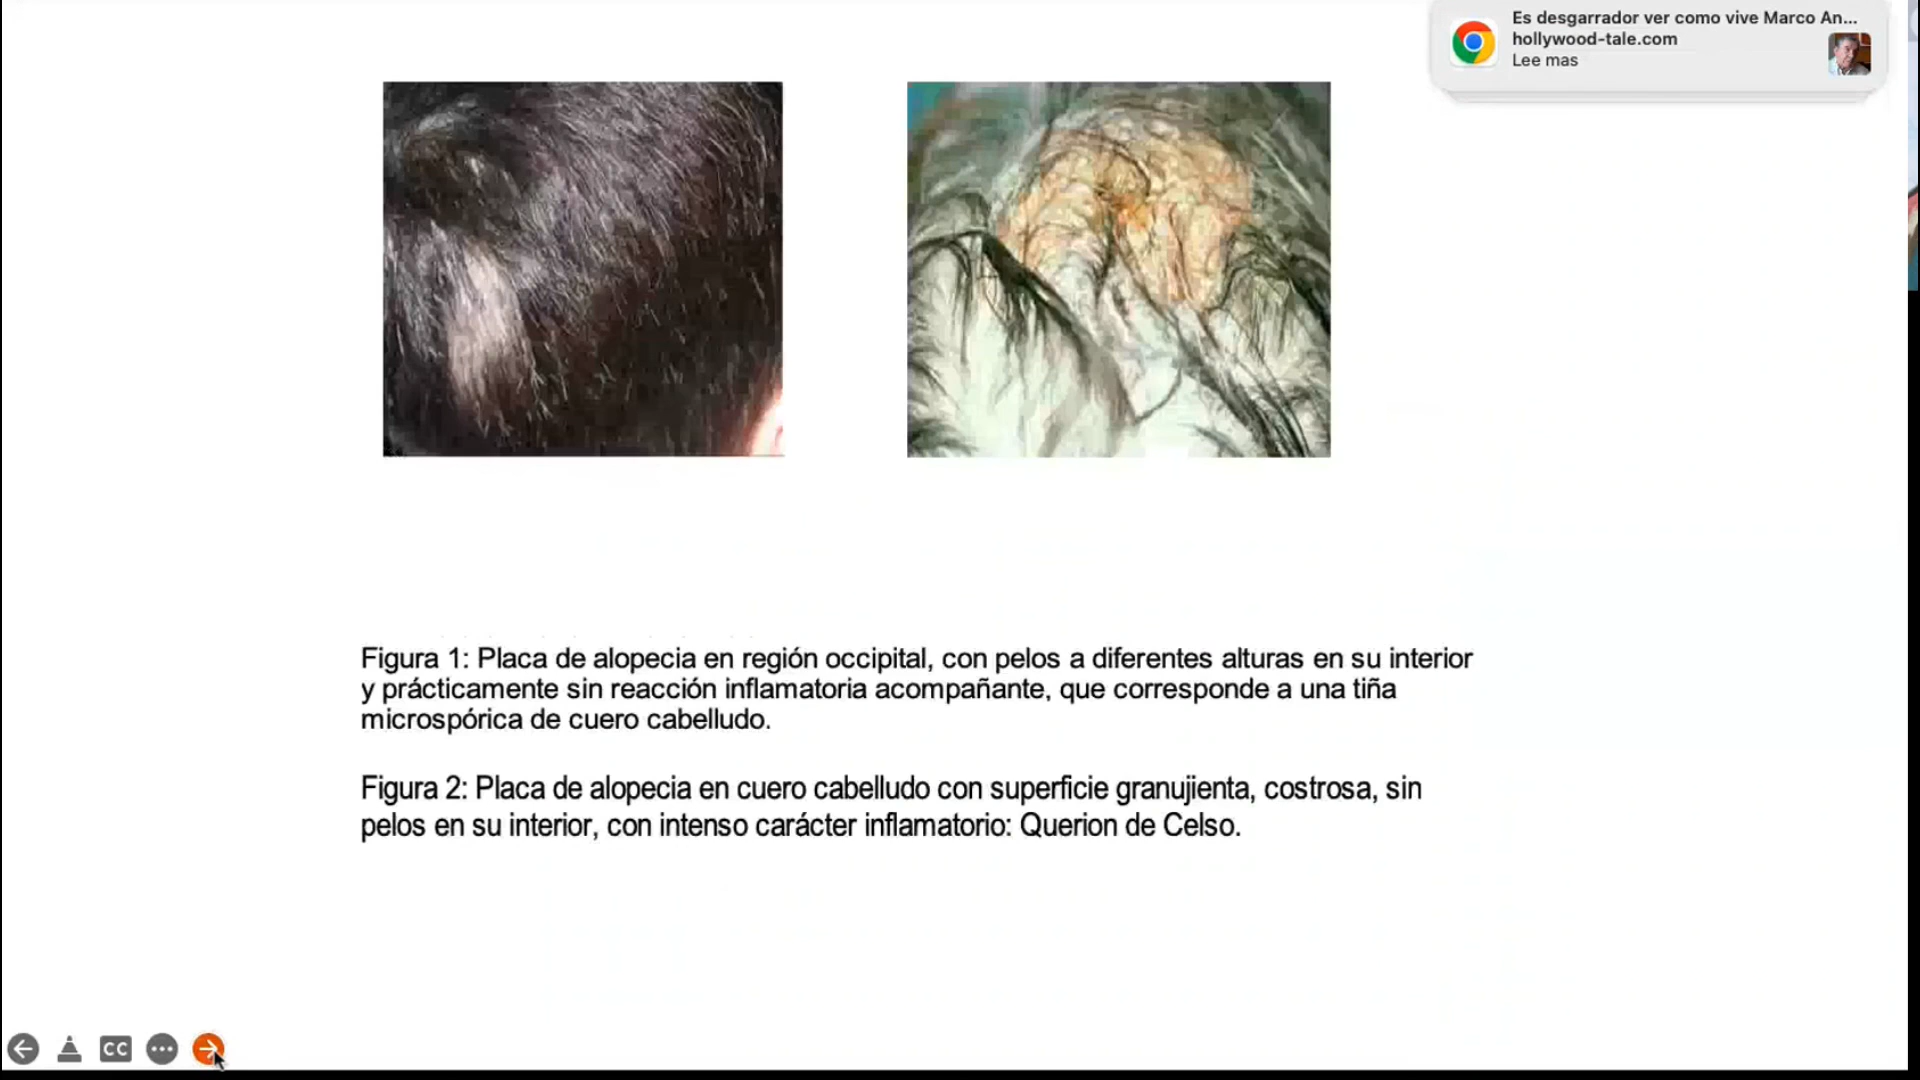 Es desgarrador ver como vive Marco An...
hollywood-tale.com
Lee mas
Figura 1: Placa de alopecia en región occipital, con pelos a diferentes alturas en su interior
y prácticamente sin reacción inflamatoria acompañante, que corresponde a una tiña
microspórica de cuero cabelludo.
Figura 2: Placa de alopecia en cuero cabelludo con superficie granujienta, costrosa, sin
pelos en su interior, con intenso carácter inflamatorio: Querion de Celso.
CC